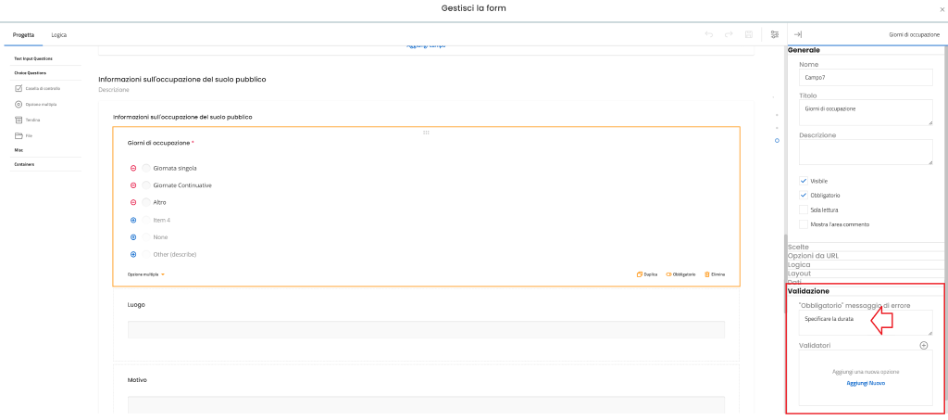 Gestisci la form
Progetta
Logica
Giorni di occupazione
Text Input Questions
Choice Questions
Casella di controllo
Opzione multipla
Tendina
File
Misc
Containers
Informazioni sull'occupazione del suolo pubblico
Descrizione
Informazioni sull'occupazione del suolo pubblico
Giorni di occupazione *
Giornata singola
Giornate Continuative
Altro
Item 4
None
Other (describe)
Opzione multipla
Duplica
Obbligatorio
Elimina
Luogo
Motivo
Generale
Nome
Campo7
Titolo
Giorni di occupazione
Descrizione
Visibile
Obbligatorio
Sola lettura
Mostra l'area commento
Scelte
Opzioni da URL
Logica
Layout
Dati
Validazione
"Obbligatorio" messaggio di errore
Specificare la durata
Validatori
Aggiungi una nuova opzione
Aggiungi Nuovo